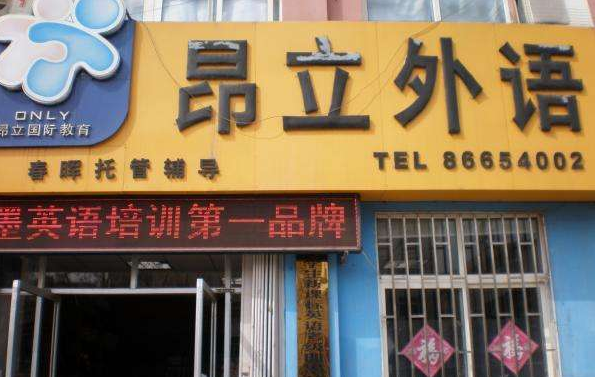 昂立外语
ONLY
昂立国际教育
春晖托管辅导
TEL 86654002
墨英语培训第一品牌
福
福